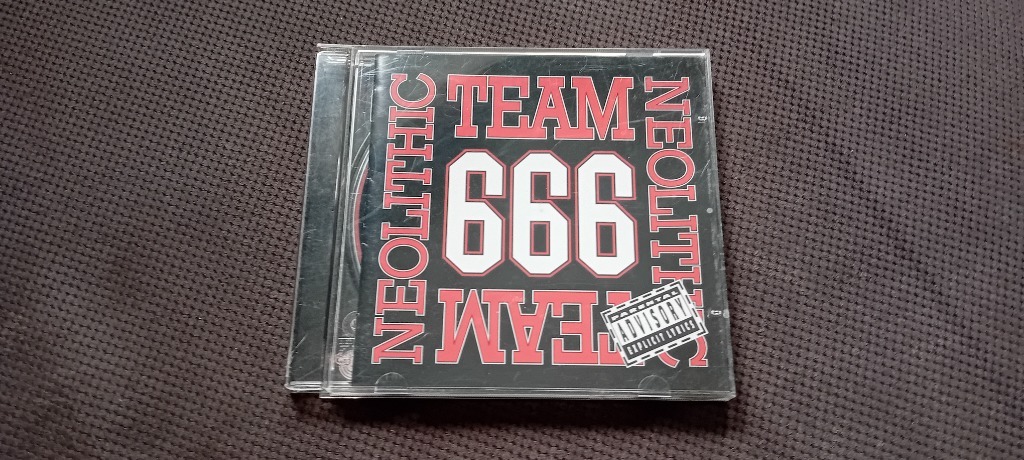 TEAM
NEOLITHIC
NEOLITHIC
666
TEAM
PARENTAL
ADVISORY
EXPLICIT LYRICS